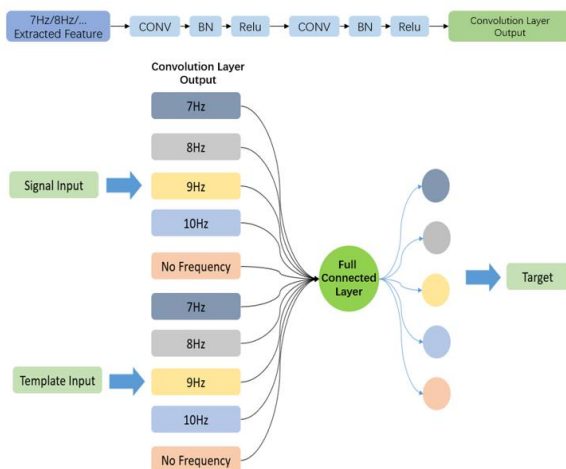 7Hz/8Hz/...
Extracted Feature
CONV
BN
Relu
CONV
BN
Relu
Convolution Layer
Output
Convolution Layer
Output
7Hz
8Hz
Signal Input
9Hz
10Hz
No Frequency
7Hz
8Hz
Template Input
9Hz
10Hz
No Frequency
Full
Connected
Layer
Target